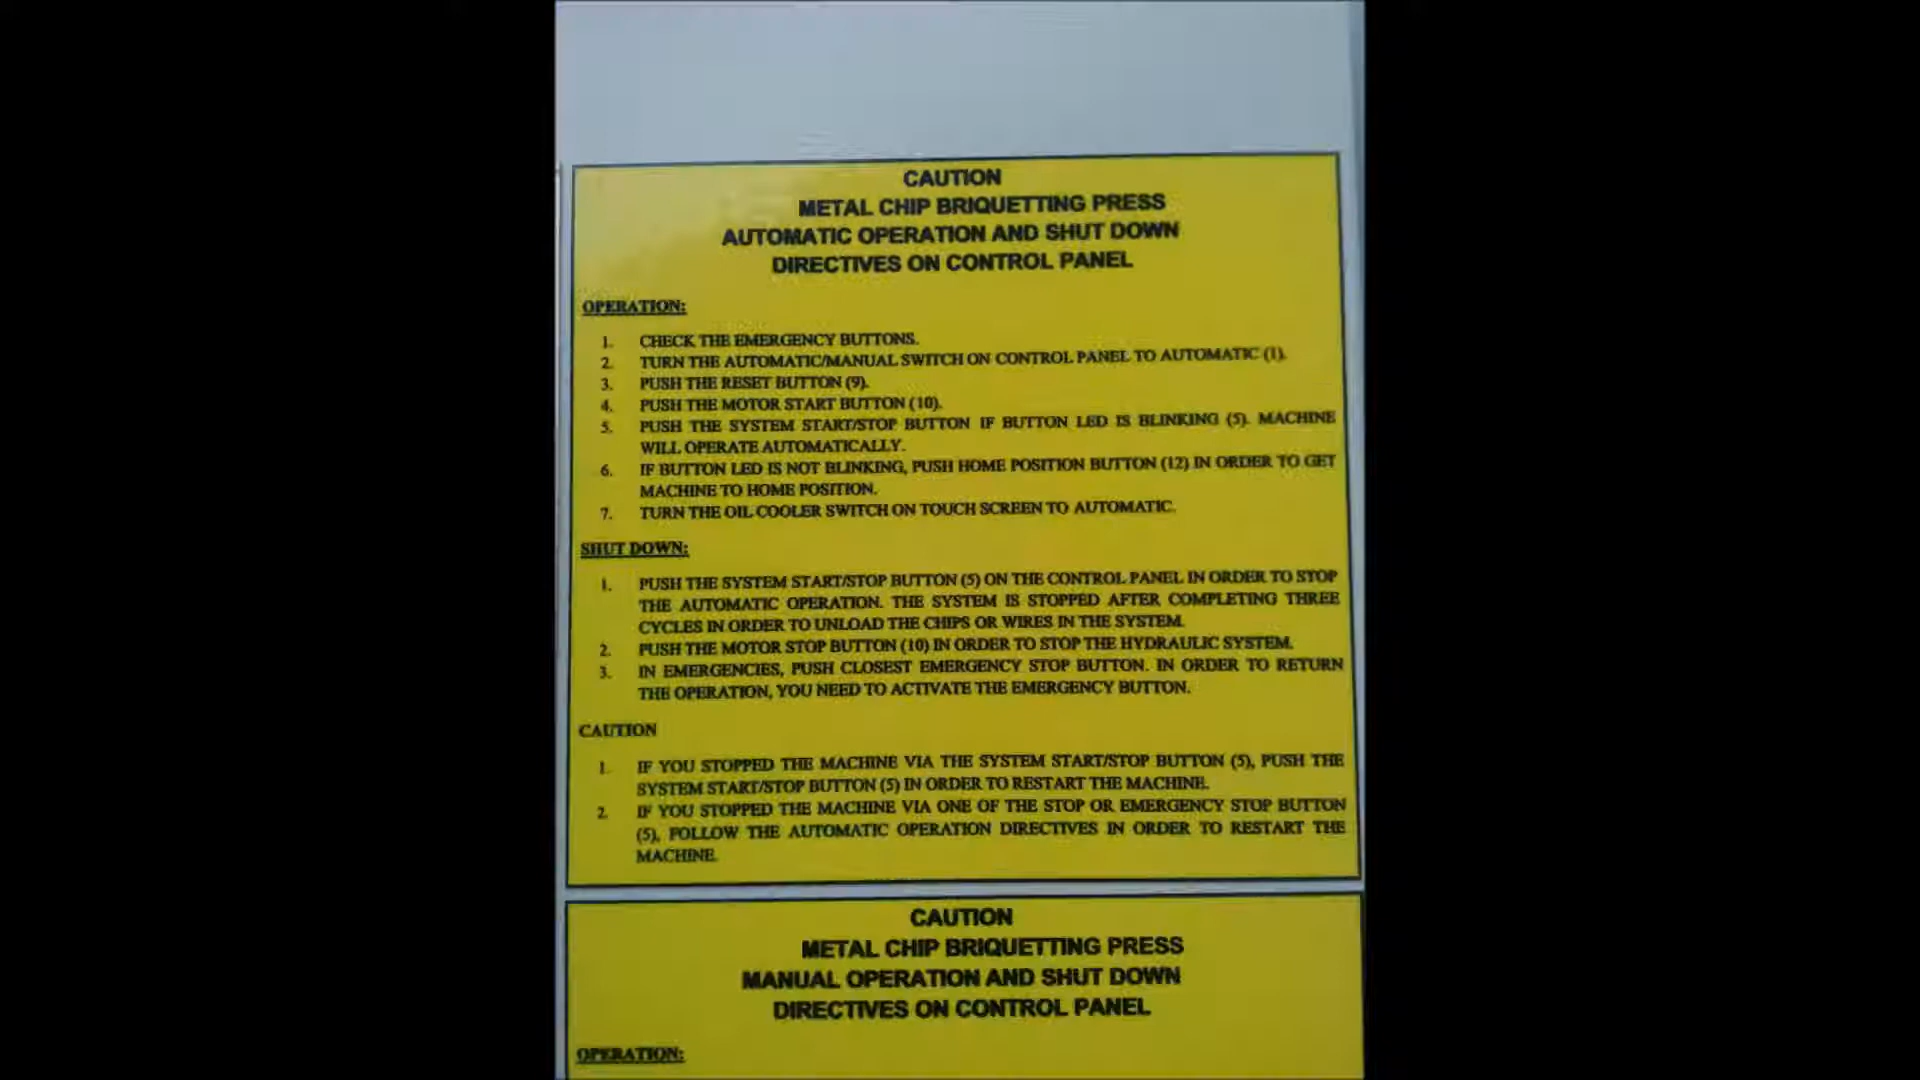 CAUTION
METAL CHIP BRIQUETTING PRESS
AUTOMATIC OPERATION AND SHUT DOWN
DIRECTIVES ON CONTROL PANEL
OPERATION:
1. CHECK THE EMERGENCY BUTTONS.
2. TURN THE AUTOMATIC/MANUAL SWITCH ON CONTROL PANEL TO AUTOMATIC (1).
3. PUSH THE RESET BUTTON (9).
4. PUSH THE MOTOR START BUTTON (10).
5. PUSH THE SYSTEM START/STOP BUTTON IF BUTTON LED IS BLINKING (5). MACHINE
WILL OPERATE AUTOMATICALLY.
6. IF BUTTON LED IS NOT BLINKING, PUSH HOME POSITION BUTTON (12) IN ORDER TO GET
MACHINE TO HOME POSITION.
7. TURN THE OIL COOLER SWITCH ON TOUCH SCREEN TO AUTOMATIC.
SHUT DOWN:
1. PUSH THE SYSTEM START/STOP BUTTON (5) ON THE CONTROL PANEL IN ORDER TO STOP
THE AUTOMATIC OPERATION. THE SYSTEM IS STOPPED AFTER COMPLETING THREE
CYCLES IN ORDER TO UNLOAD THE CHIPS OR WIRES IN THE SYSTEM.
2. PUSH THE MOTOR STOP BUTTON (10) IN ORDER TO STOP THE HYDRAULIC SYSTEM.
3. IN EMERGENCIES, PUSH CLOSEST EMERGENCY STOP BUTTON. IN ORDER TO RETURN
THE OPERATION, YOU NEED TO ACTIVATE THE EMERGENCY BUTTON.
CAUTION
1. IF YOU STOPPED THE MACHINE VIA THE SYSTEM START/STOP BUTTON (5), PUSH THE
SYSTEM START/STOP BUTTON (5) IN ORDER TO RESTART THE MACHINE.
2. IF YOU STOPPED THE MACHINE VIA ONE OF THE STOP OR EMERGENCY STOP BUTTON
(5), FOLLOW THE AUTOMATIC OPERATION DIRECTIVES IN ORDER TO RESTART THE
MACHINE.
CAUTION
METAL CHIP BRIQUETTING PRESS
MANUAL OPERATION AND SHUT DOWN
DIRECTIVES ON CONTROL PANEL
OPERATION: